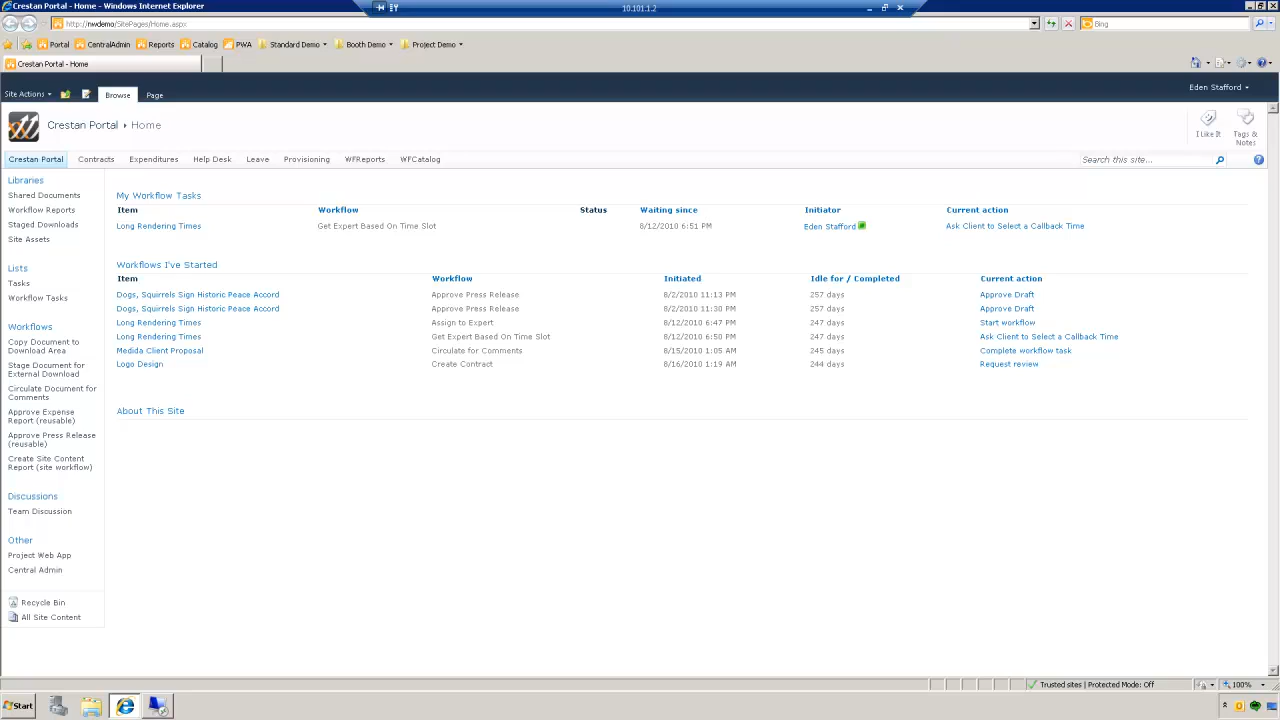 Crestan Portal - Home - Windows Internet Explorer
10.101.1.2
http://nwdemo/SitePages/Home.aspx
Bing
Portal CentralAdmin Reports Catalog PWA Standard Demo Booth Demo Project Demo
Crestan Portal - Home
Site Actions Browse Page Eden Stafford
Crestan Portal Home
I Like It Tags & Notes
Crestan Portal Contracts Expenditures Help Desk Leave Provisioning WFReports WFCatalog Search this site...
Libraries
Shared Documents
Workflow Reports
Staged Downloads
Site Assets
Lists
Tasks
Workflow Tasks
Workflows
Copy Document to
Download Area
Stage Document for
External Download
Circulate Document for
Comments
Approve Expense
Report (reusable)
Approve Press Release
(reusable)
Create Site Content
Report (site workflow)
Discussions
Team Discussion
Other
Project Web App
Central Admin
Recycle Bin
All Site Content
My Workflow Tasks
Item Workflow Status Waiting since Initiator Current action
Long Rendering Times Get Expert Based On Time Slot 8/12/2010 6:51 PM Eden Stafford Ask Client to Select a Callback Time
Workflows I've Started
Item Workflow Initiated Idle for / Completed Current action
Dogs, Squirrels Sign Historic Peace Accord Approve Press Release 8/2/2010 11:13 PM 257 days Approve Draft
Dogs, Squirrels Sign Historic Peace Accord Approve Press Release 8/2/2010 11:30 PM 257 days Approve Draft
Long Rendering Times Assign to Expert 8/12/2010 6:47 PM 247 days Start workflow
Long Rendering Times Get Expert Based On Time Slot 8/12/2010 6:50 PM 247 days Ask Client to Select a Callback Time
Medida Client Proposal Circulate for Comments 8/15/2010 1:05 AM 245 days Complete workflow task
Logo Design Create Contract 8/16/2010 1:19 AM 244 days Request review
About This Site
Trusted sites | Protected Mode: Off 100%
Start